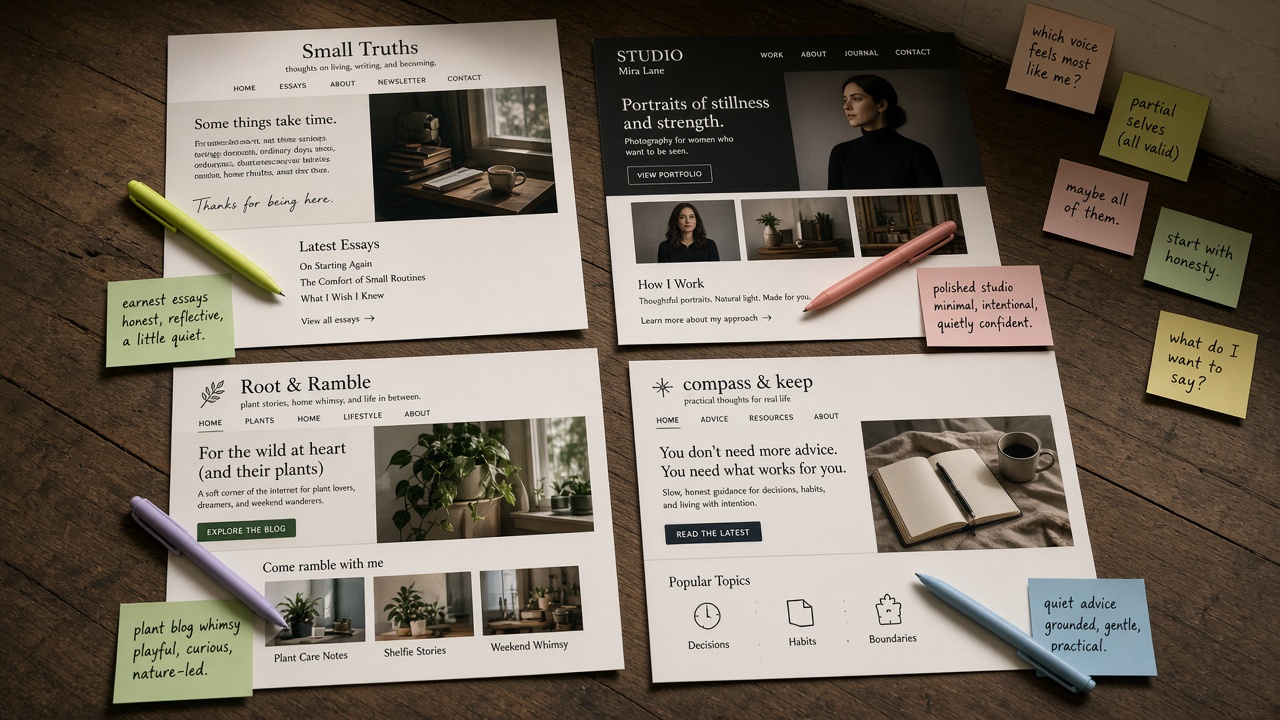 Small Truths
thoughts on living, writing, and becoming.
HOME ESSAYS ABOUT NEWSLETTER CONTACT
Some things take time.
Thanks for being here.
Latest Essays
On Starting Again
The Comfort of Small Routines
What I Wish I Knew
View all essays →
earnest essays
honest, reflective,
a little quiet.
STUDIO
Mira Lane
WORK ABOUT JOURNAL CONTACT
Portraits of stillness
and strength.
Photography for women who
want to be seen.
VIEW PORTFOLIO
How I Work
Thoughtful portraits. Natural light. Made for you.
Learn more about my approach →
polished studio
minimal, intentional,
quietly confident.
Root & Ramble
plant stories, home whimsy, and life in between.
HOME PLANTS HOME LIFESTYLE ABOUT
For the wild at heart
(and their plants)
A soft corner of the internet for plant lovers,
dreamers, and weekend wanderers.
EXPLORE THE BLOG
Come ramble with me
Plant Care Notes
Shelfie Stories
Weekend Whimsy
plant blog whimsy
playful, curious,
nature-led.
compass & keep
practical thoughts for real life
HOME ADVICE RESOURCES ABOUT
You don't need more advice.
You need what works for you.
Slow, honest guidance for decisions, habits,
and living with intention.
READ THE LATEST
Popular Topics
Decisions
Habits
Boundaries
quiet advice
grounded, gentle,
practical.
which voice
feels most
like me?
partial
selves
(all valid)
maybe all
of them.
start with
honesty.
what do I
want to
say?